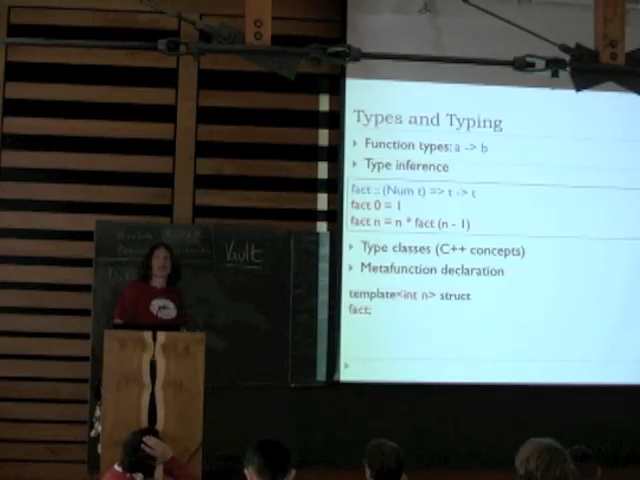 Types and Typing
Function types: a -> b
Type inference
fact :: (Num t) => t -> t
fact 0 = 1
fact n = n * fact (n - 1)
Type classes (C++ concepts)
Metafunction declaration
template<int n> struct
fact;
Vault